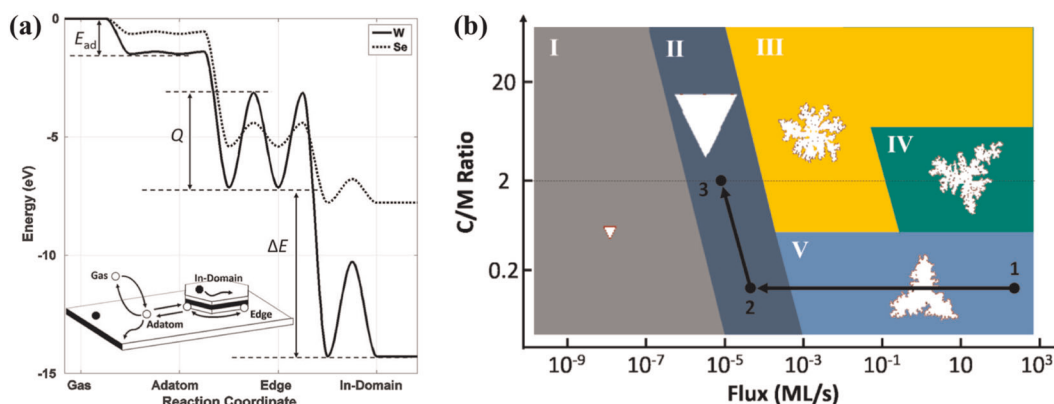 (a)
0
-5
-10
-15
Energy (eV)
E_ad
Q
ΔE
W
Se
Gas
Adatom
In-Domain
Edge
Gas Adatom Edge In-Domain
Reaction Coordinate
(b)
C/M Ratio
20
2
0.2
I
II
III
IV
V
3
2
1
10⁻⁹ 10⁻⁷ 10⁻⁵ 10⁻³ 10⁻¹ 10 10³
Flux (ML/s)